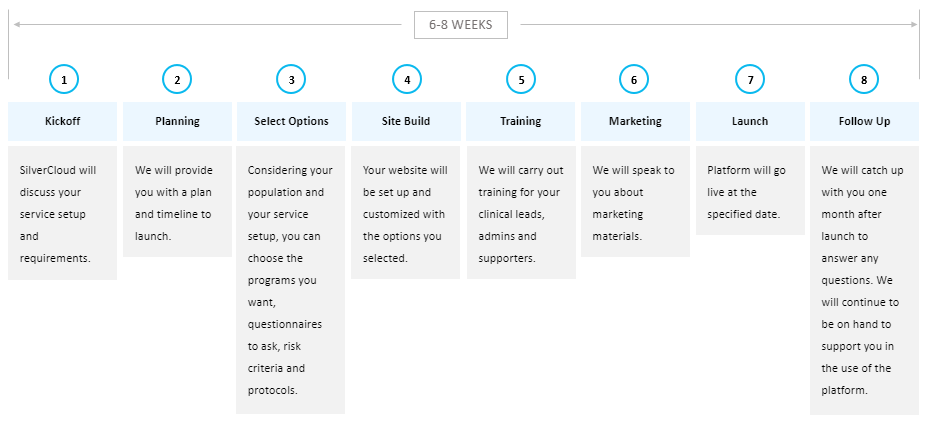 6-8 WEEKS
1
Kickoff
SilverCloud will
discuss your
service setup
and
requirements.
2
Planning
We will provide
you with a plan
and timeline to
launch.
3
Select Options
Considering your
population and
your service
setup, you can
choose the
programs you
want,
questionnaires
to ask, risk
criteria and
protocols.
4
Site Build
Your website will
be set up and
customized with
the options you
selected.
5
Training
We will carry out
training for your
clinical leads,
admins and
supporters.
6
Marketing
We will speak to
you about
marketing
materials.
7
Launch
Platform will go
live at the
specified date.
8
Follow Up
We will catch up
with you one
month after
launch to
answer any
questions. We
will continue to
be on hand to
support you in
the use of the
platform.